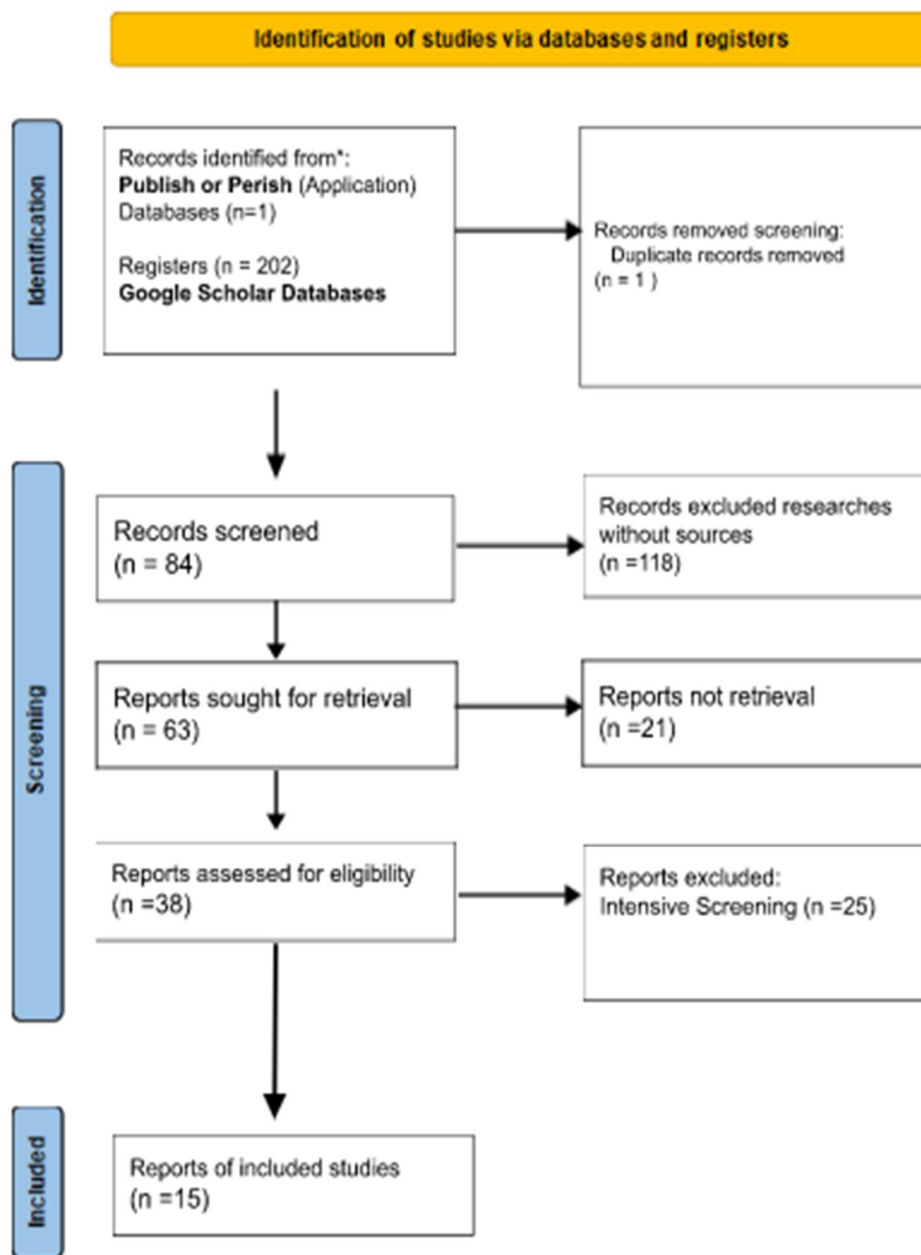 Identification of studies via databases and registers
Identification
Records identified from*:
Publish or Perish (Application)
Databases (n=1)
Registers (n = 202)
Google Scholar Databases
Records removed screening:
Duplicate records removed
(n = 1 )
Screening
Records screened
(n = 84)
Records excluded researches
without sources
(n =118)
Reports sought for retrieval
(n = 63)
Reports not retrieval
(n =21)
Reports assessed for eligibility
(n =38)
Reports excluded:
Intensive Screening (n =25)
Included
Reports of included studies
(n =15)